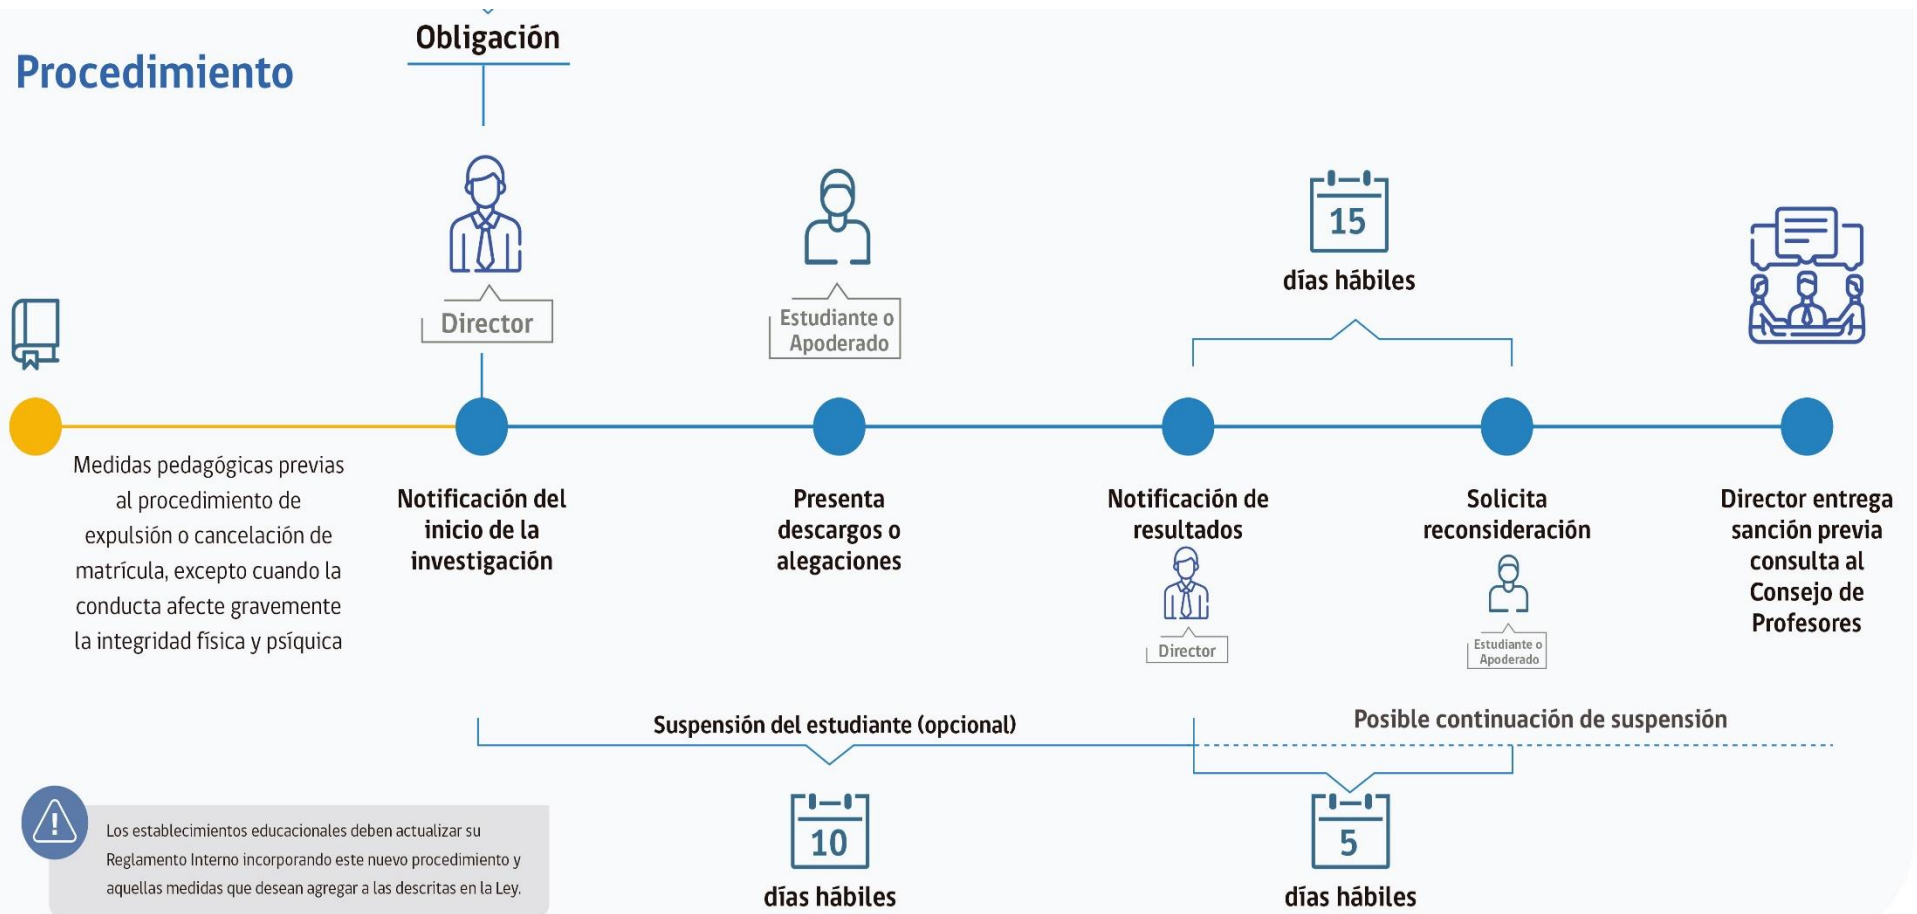 Obligación
Procedimiento
Director
Estudiante o
Apoderado
15
días hábiles
Medidas pedagógicas previas
al procedimiento de
expulsión o cancelación de
matrícula, excepto cuando la
conducta afecte gravemente
la integridad física y psíquica
Notificación del
inicio de la
investigación
Presenta
descargos o
alegaciones
Notificación de
resultados
Director
Solicita
reconsideración
Estudiante o
Apoderado
Director entrega
sanción previa
consulta al
Consejo de
Profesores
Suspensión del estudiante (opcional)
Posible continuación de suspensión
10
días hábiles
5
días hábiles
Los establecimientos educacionales deben actualizar su
Reglamento Interno incorporando este nuevo procedimiento y
aquellas medidas que desean agregar a las descritas en la Ley.